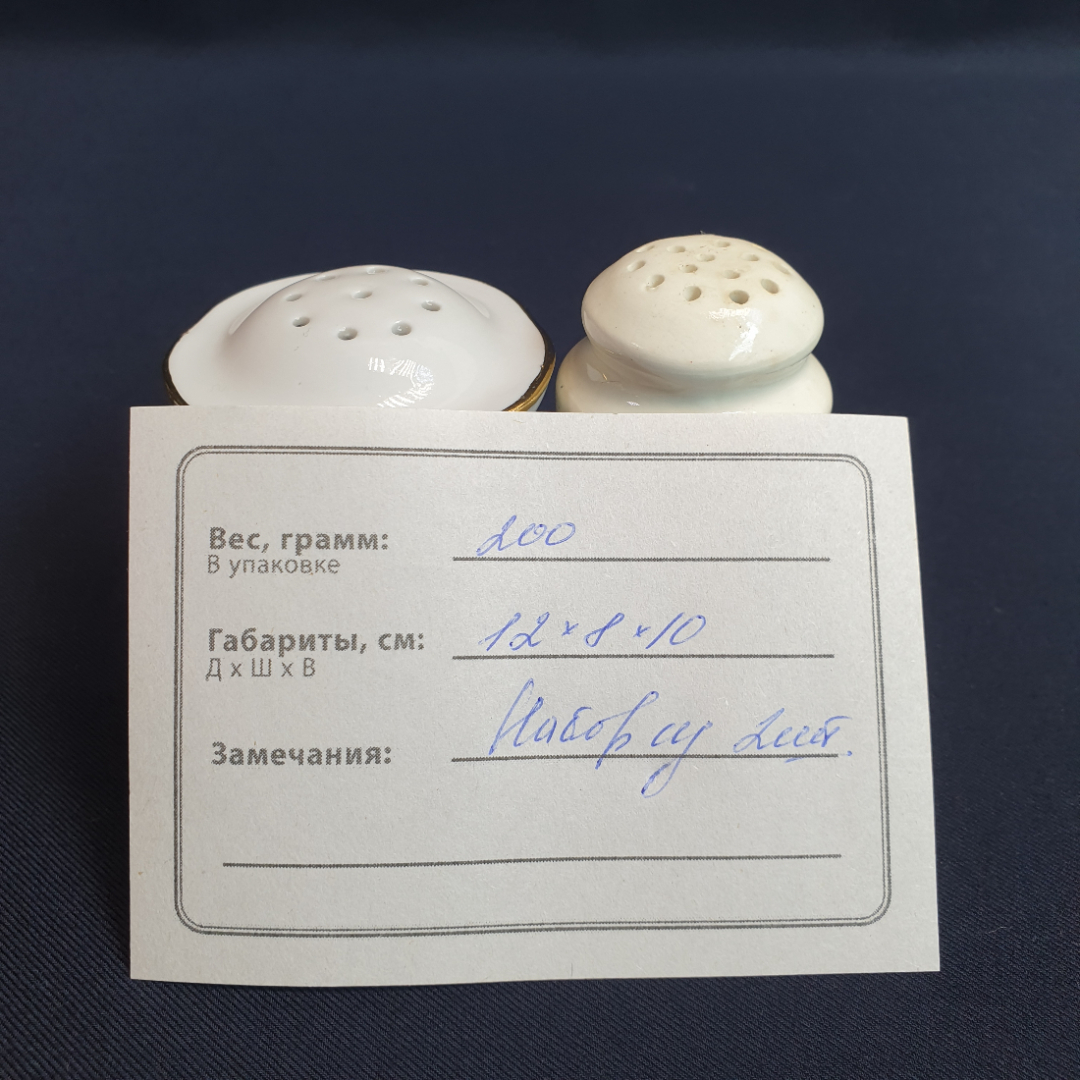 Вес, грамм: 200
В упаковке
Габариты, см: 12 x 8 x 10
Д х Ш х В
Замечания: Набор из 2шт.